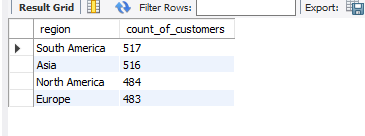 Result Grid Filter Rows: Export:
region count_of_customers
South America 517
Asia 516
North America 484
Europe 483